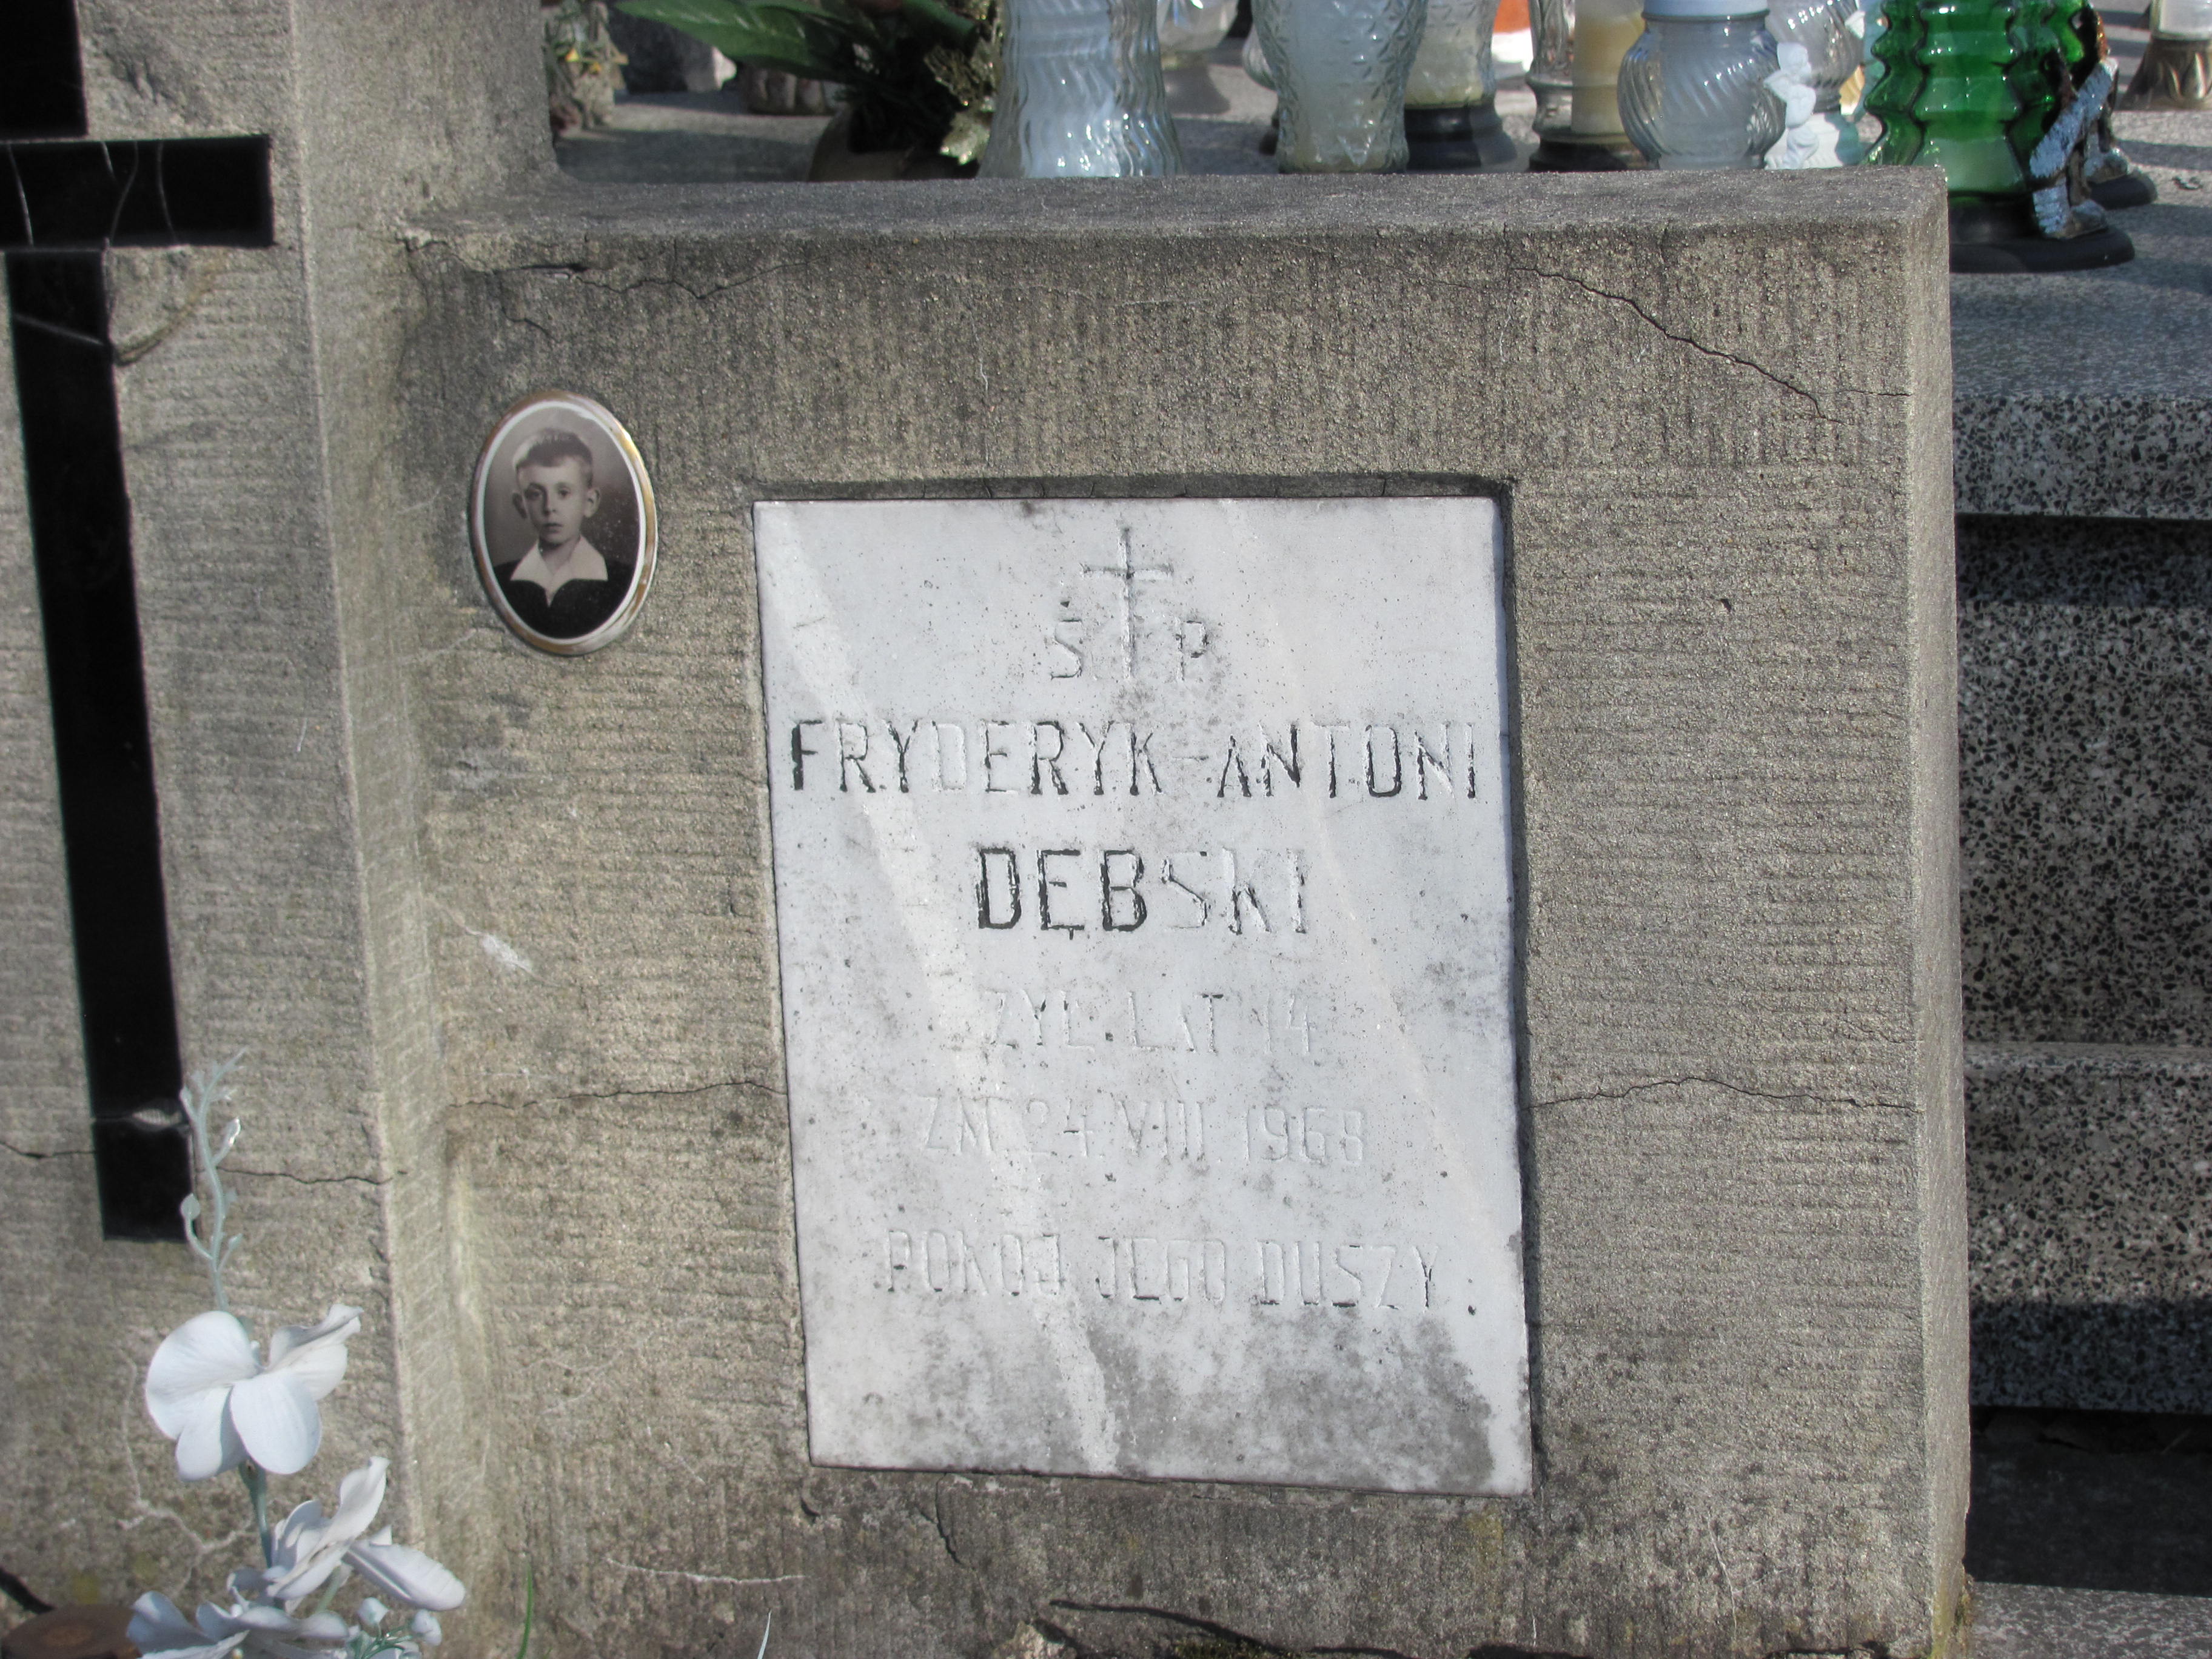 Ś P
FRYDERYK-ANTONI
DĘBSKI
ŻYŁ LAT 14
ZM. 24. VIII. 1968
POKÓJ JEGO DUSZY.